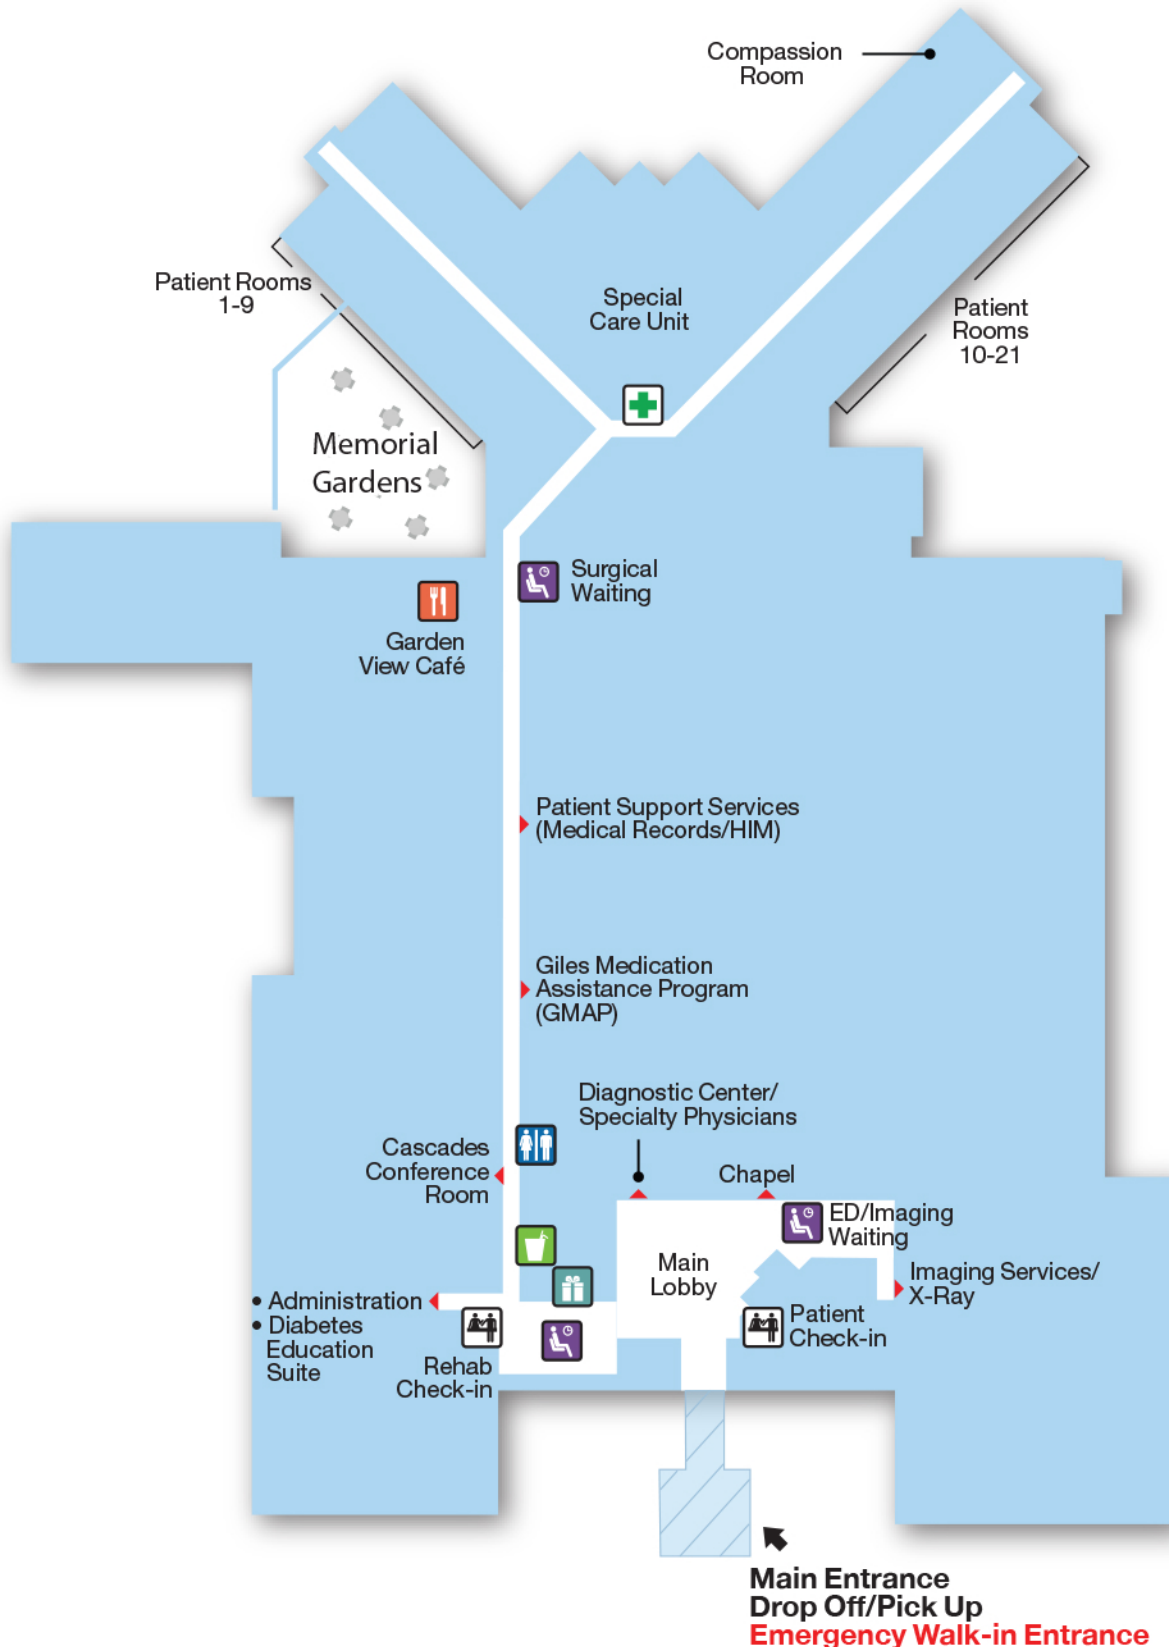 Compassion
Room
Patient Rooms
1-9
Special
Care Unit
Patient
Rooms
10-21
Memorial
Gardens
Surgical
Waiting
Garden
View Café
Patient Support Services
(Medical Records/HIM)
Giles Medication
Assistance Program
(GMAP)
Diagnostic Center/
Specialty Physicians
Cascades
Conference
Room
Chapel
ED/Imaging
Waiting
Main
Lobby
Imaging Services/
X-Ray
• Administration
• Diabetes
Education
Suite
Patient
Check-in
Rehab
Check-in
Main Entrance
Drop Off/Pick Up
Emergency Walk-in Entrance